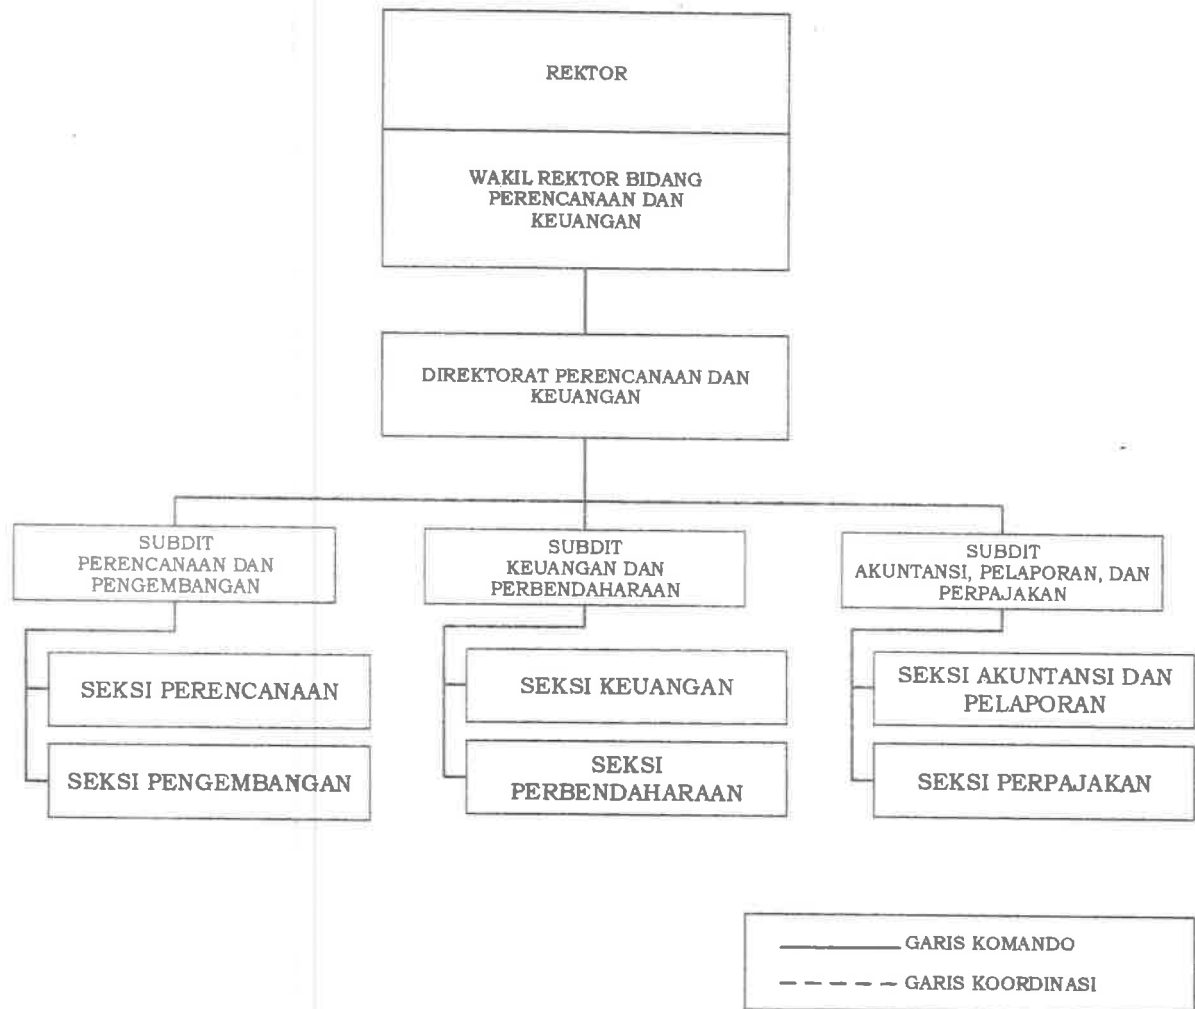 REKTOR
WAKIL REKTOR BIDANG
PERENCANAAN DAN
KEUANGAN
DIREKTORAT PERENCANAAN DAN
KEUANGAN
SUBDIT
PERENCANAAN DAN
PENGEMBANGAN
SUBDIT
KEUANGAN DAN
PERBENDAHARAAN
SUBDIT
AKUNTANSI, PELAPORAN, DAN
PERPAJAKAN
SEKSI PERENCANAAN
SEKSI PENGEMBANGAN
SEKSI KEUANGAN
SEKSI
PERBENDAHARAAN
SEKSI AKUNTANSI DAN
PELAPORAN
SEKSI PERPAJAKAN
GARIS KOMANDO
GARIS KOORDINASI